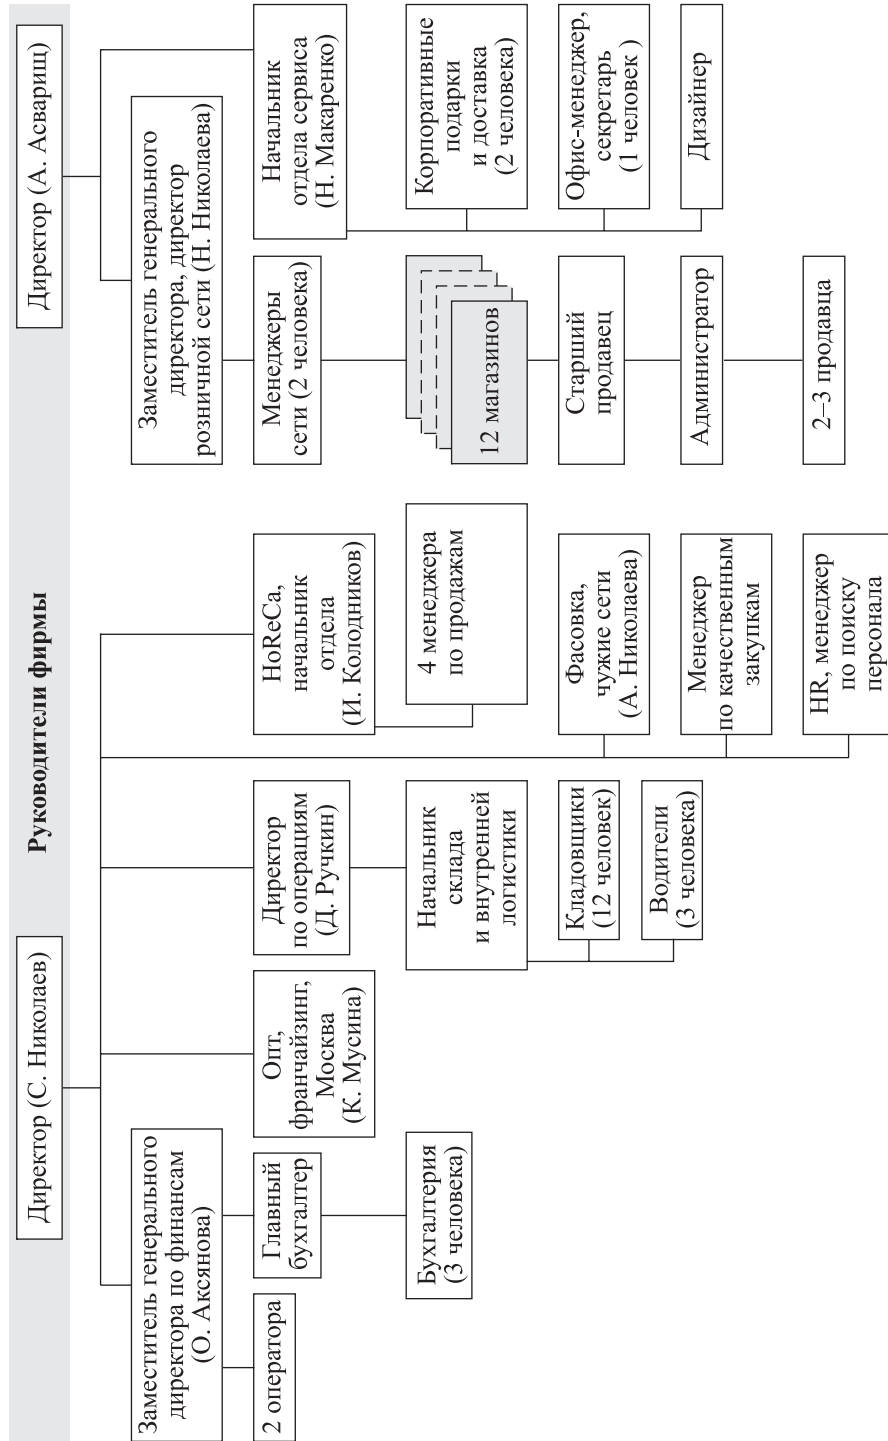 Руководители фирмы
Директор (С. Николаев)
Директор (А. Асварищ)
Заместитель генерального
директора по финансам
(О. Аксянова)
Заместитель генерального
директора, директор
розничной сети (Н. Николаева)
2 оператора
Главный
бухгалтер
Опт,
франчайзинг,
Москва
(К. Мусина)
Директор
по операциям
(Д. Ручкин)
HoReCa,
начальник
отдела
(И. Колодников)
Менеджеры
сети (2 человека)
Начальник
отдела сервиса
(Н. Макаренко)
Бухгалтерия
(3 человека)
Начальник
склада
и внутренней
логистики
4 менеджера
по продажам
12 магазинов
Корпоративные
подарки
и доставка
(2 человека)
Кладовщики
(12 человек)
Фасовка,
чужие сети
(А. Николаева)
Старший
продавец
Офис-менеджер,
секретарь
(1 человек)
Водители
(3 человека)
Менеджер
по качественным
закупкам
Администратор
Дизайнер
HR, менеджер
по поиску
персонала
2–3 продавца